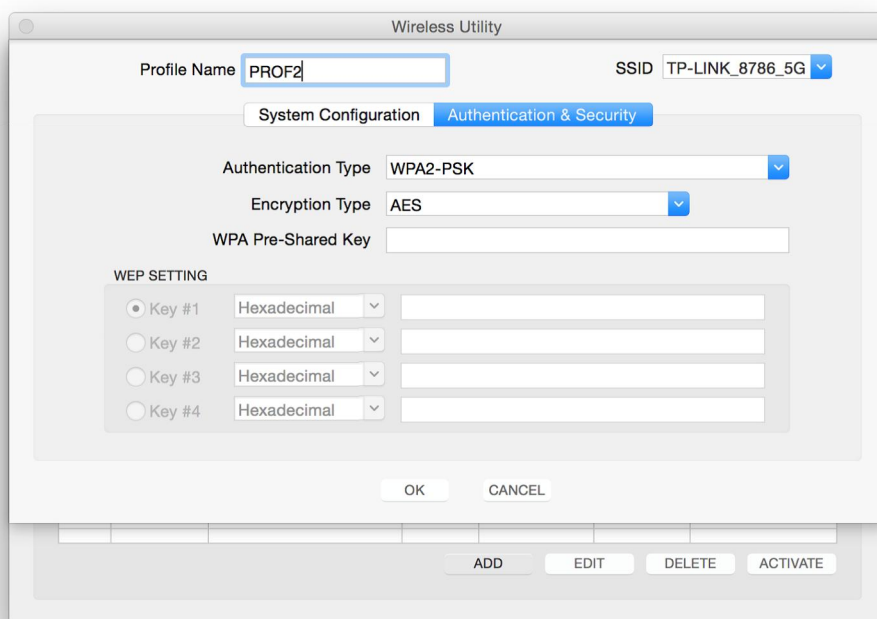 Wireless Utility
Profile Name PROF2 SSID TP-LINK_8786_5G
System Configuration Authentication & Security
Authentication Type WPA2-PSK
Encryption Type AES
WPA Pre-Shared Key
WEP SETTING
Key #1 Hexadecimal
Key #2 Hexadecimal
Key #3 Hexadecimal
Key #4 Hexadecimal
OK CANCEL
ADD EDIT DELETE ACTIVATE